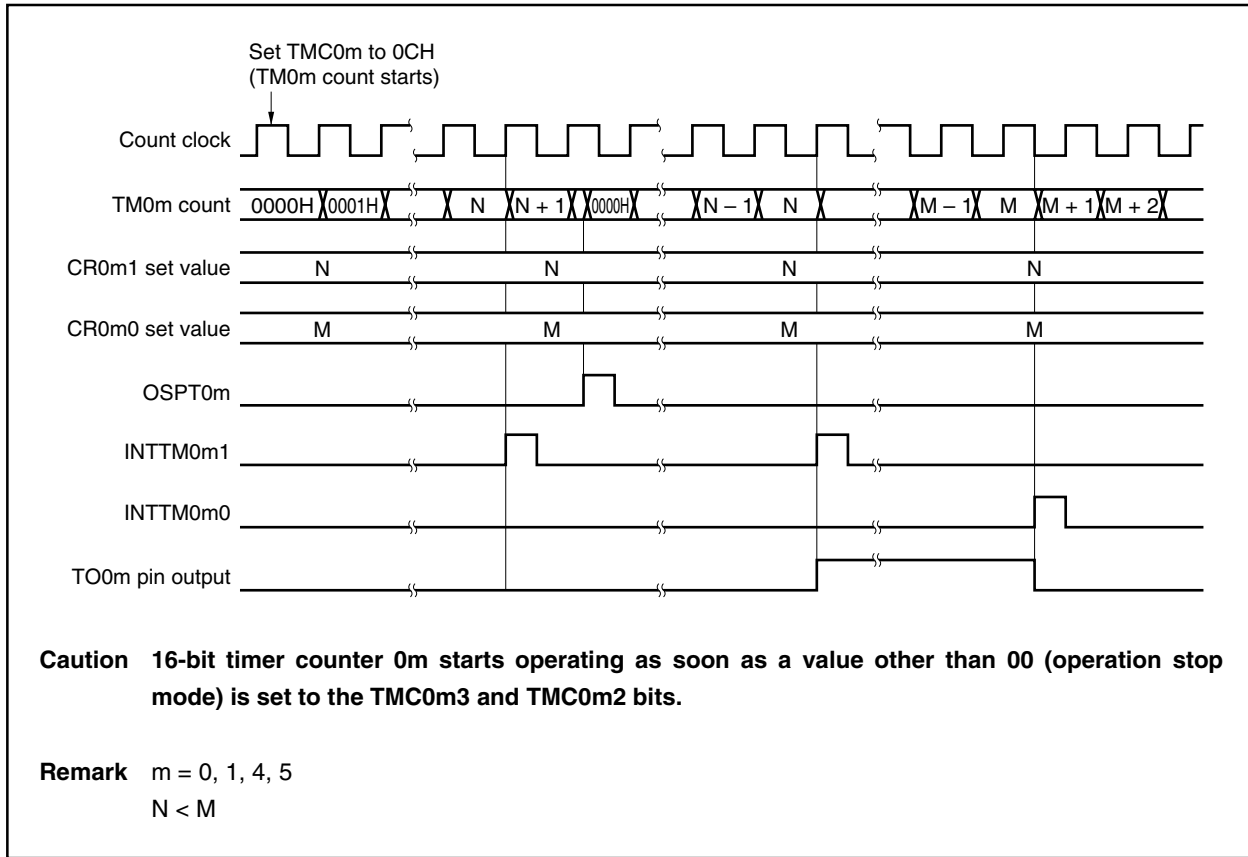 Set TMC0m to 0CH
(TM0m count starts)
Count clock
TM0m count 0000H 0001H N N + 1 0000H N – 1 N M – 1 M M + 1 M + 2
CR0m1 set value N N N N
CR0m0 set value M M M M
OSPT0m
INTTM0m1
INTTM0m0
TO0m pin output
Caution 16-bit timer counter 0m starts operating as soon as a value other than 00 (operation stop
mode) is set to the TMC0m3 and TMC0m2 bits.
Remark m = 0, 1, 4, 5
N < M